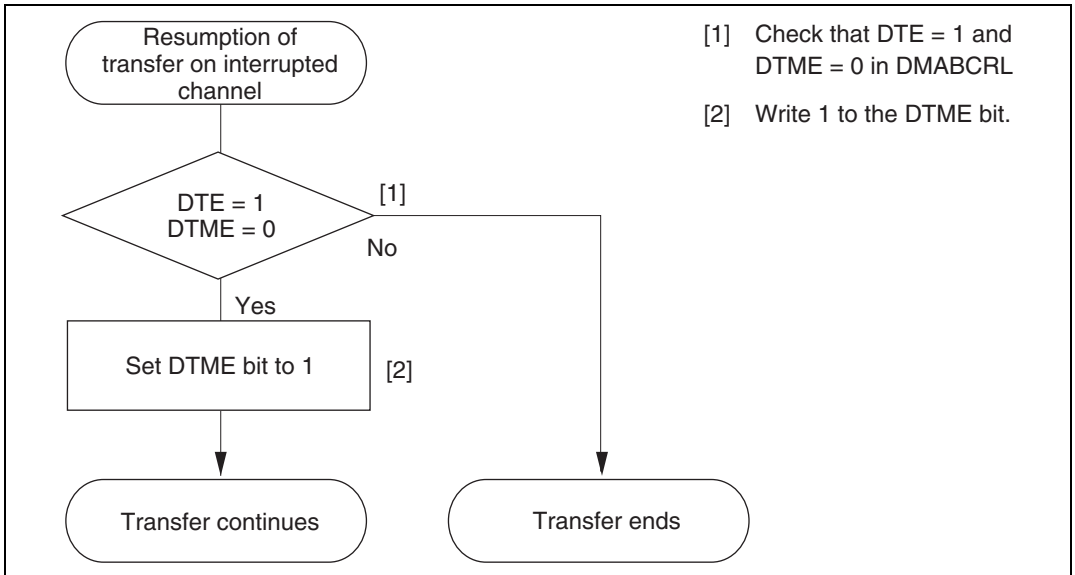 Resumption of
transfer on interrupted
channel
[1] Check that DTE = 1 and
DTME = 0 in DMABCRL
[2] Write 1 to the DTME bit.
DTE = 1
DTME = 0
[1]
No
Yes
Set DTME bit to 1
[2]
Transfer continues
Transfer ends